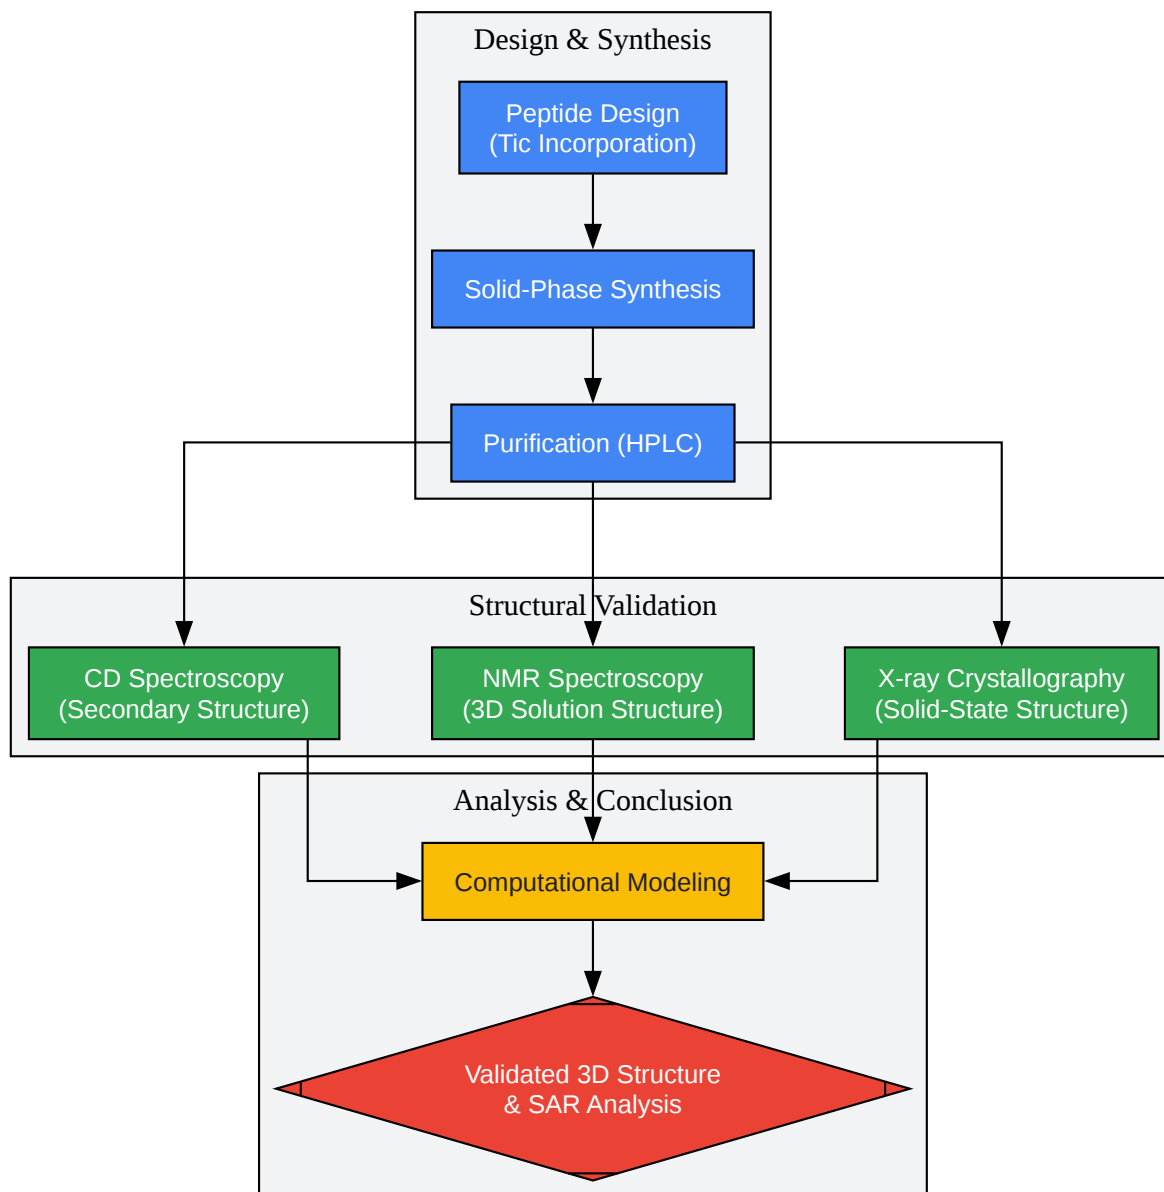 Design & Synthesis
Peptide Design
(Tic Incorporation)
Solid-Phase Synthesis
Purification (HPLC)
Structural Validation
CD Spectroscopy
(Secondary Structure)
NMR Spectroscopy
(3D Solution Structure)
X-ray Crystallography
(Solid-State Structure)
Analysis & Conclusion
Computational Modeling
Validated 3D Structure
& SAR Analysis